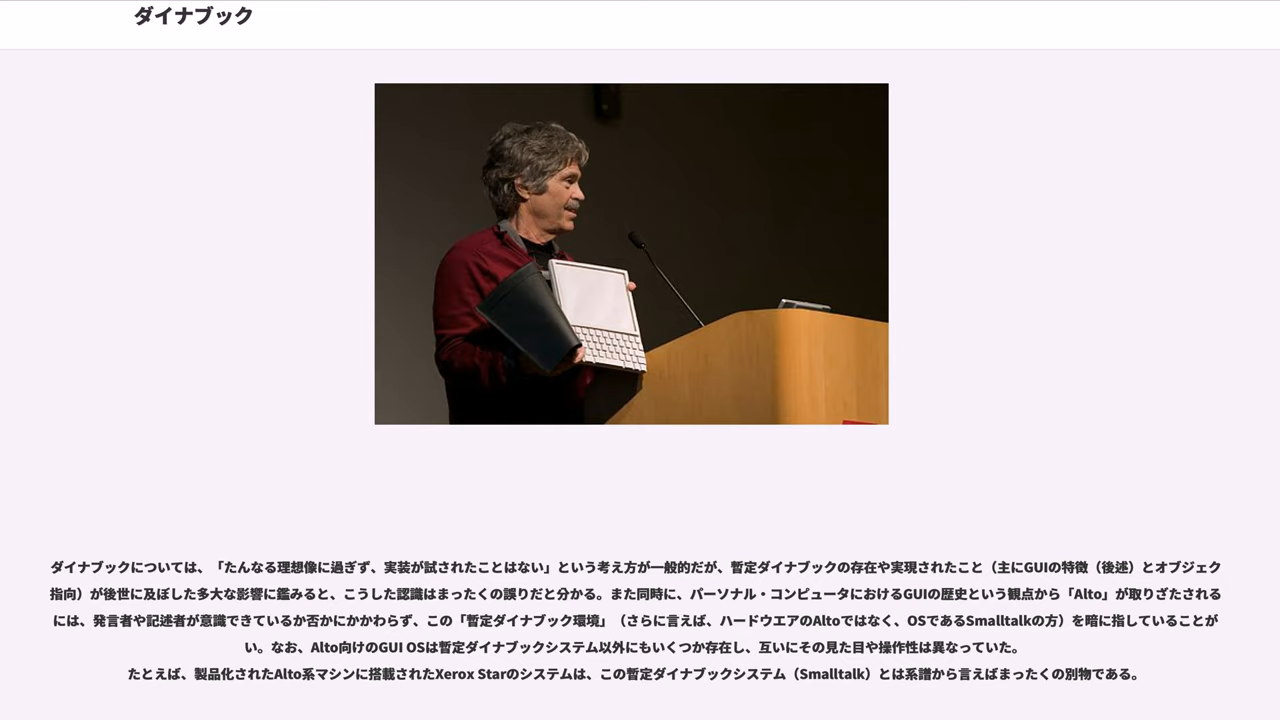 ダイナブック
ダイナブックについては、「たんなる理想像に過ぎず、実装が試されたことはない」という考え方が一般的だが、暫定ダイナブックの存在や実現されたこと（主にGUIの特徴（後述）とオブジェク
指向）が後世に及ぼした多大な影響に鑑みると、こうした認識はまったくの誤りだと分かる。また同時に、パーソナル・コンピュータにおけるGUIの歴史という観点から「Alto」が取りざたされる
には、発言者や記述者が意識できているか否かにかかわらず、この「暫定ダイナブック環境」（さらに言えば、ハードウエアのAltoではなく、OSであるSmalltalkの方）を暗に指していることが
い。なお、Alto向けのGUI OSは暫定ダイナブックシステム以外にもいくつか存在し、互いにその見た目や操作性は異なっていた。
たとえば、製品化されたAlto系マシンに搭載されたXerox Starのシステムは、この暫定ダイナブックシステム（Smalltalk）とは系譜から言えばまったくの別物である。